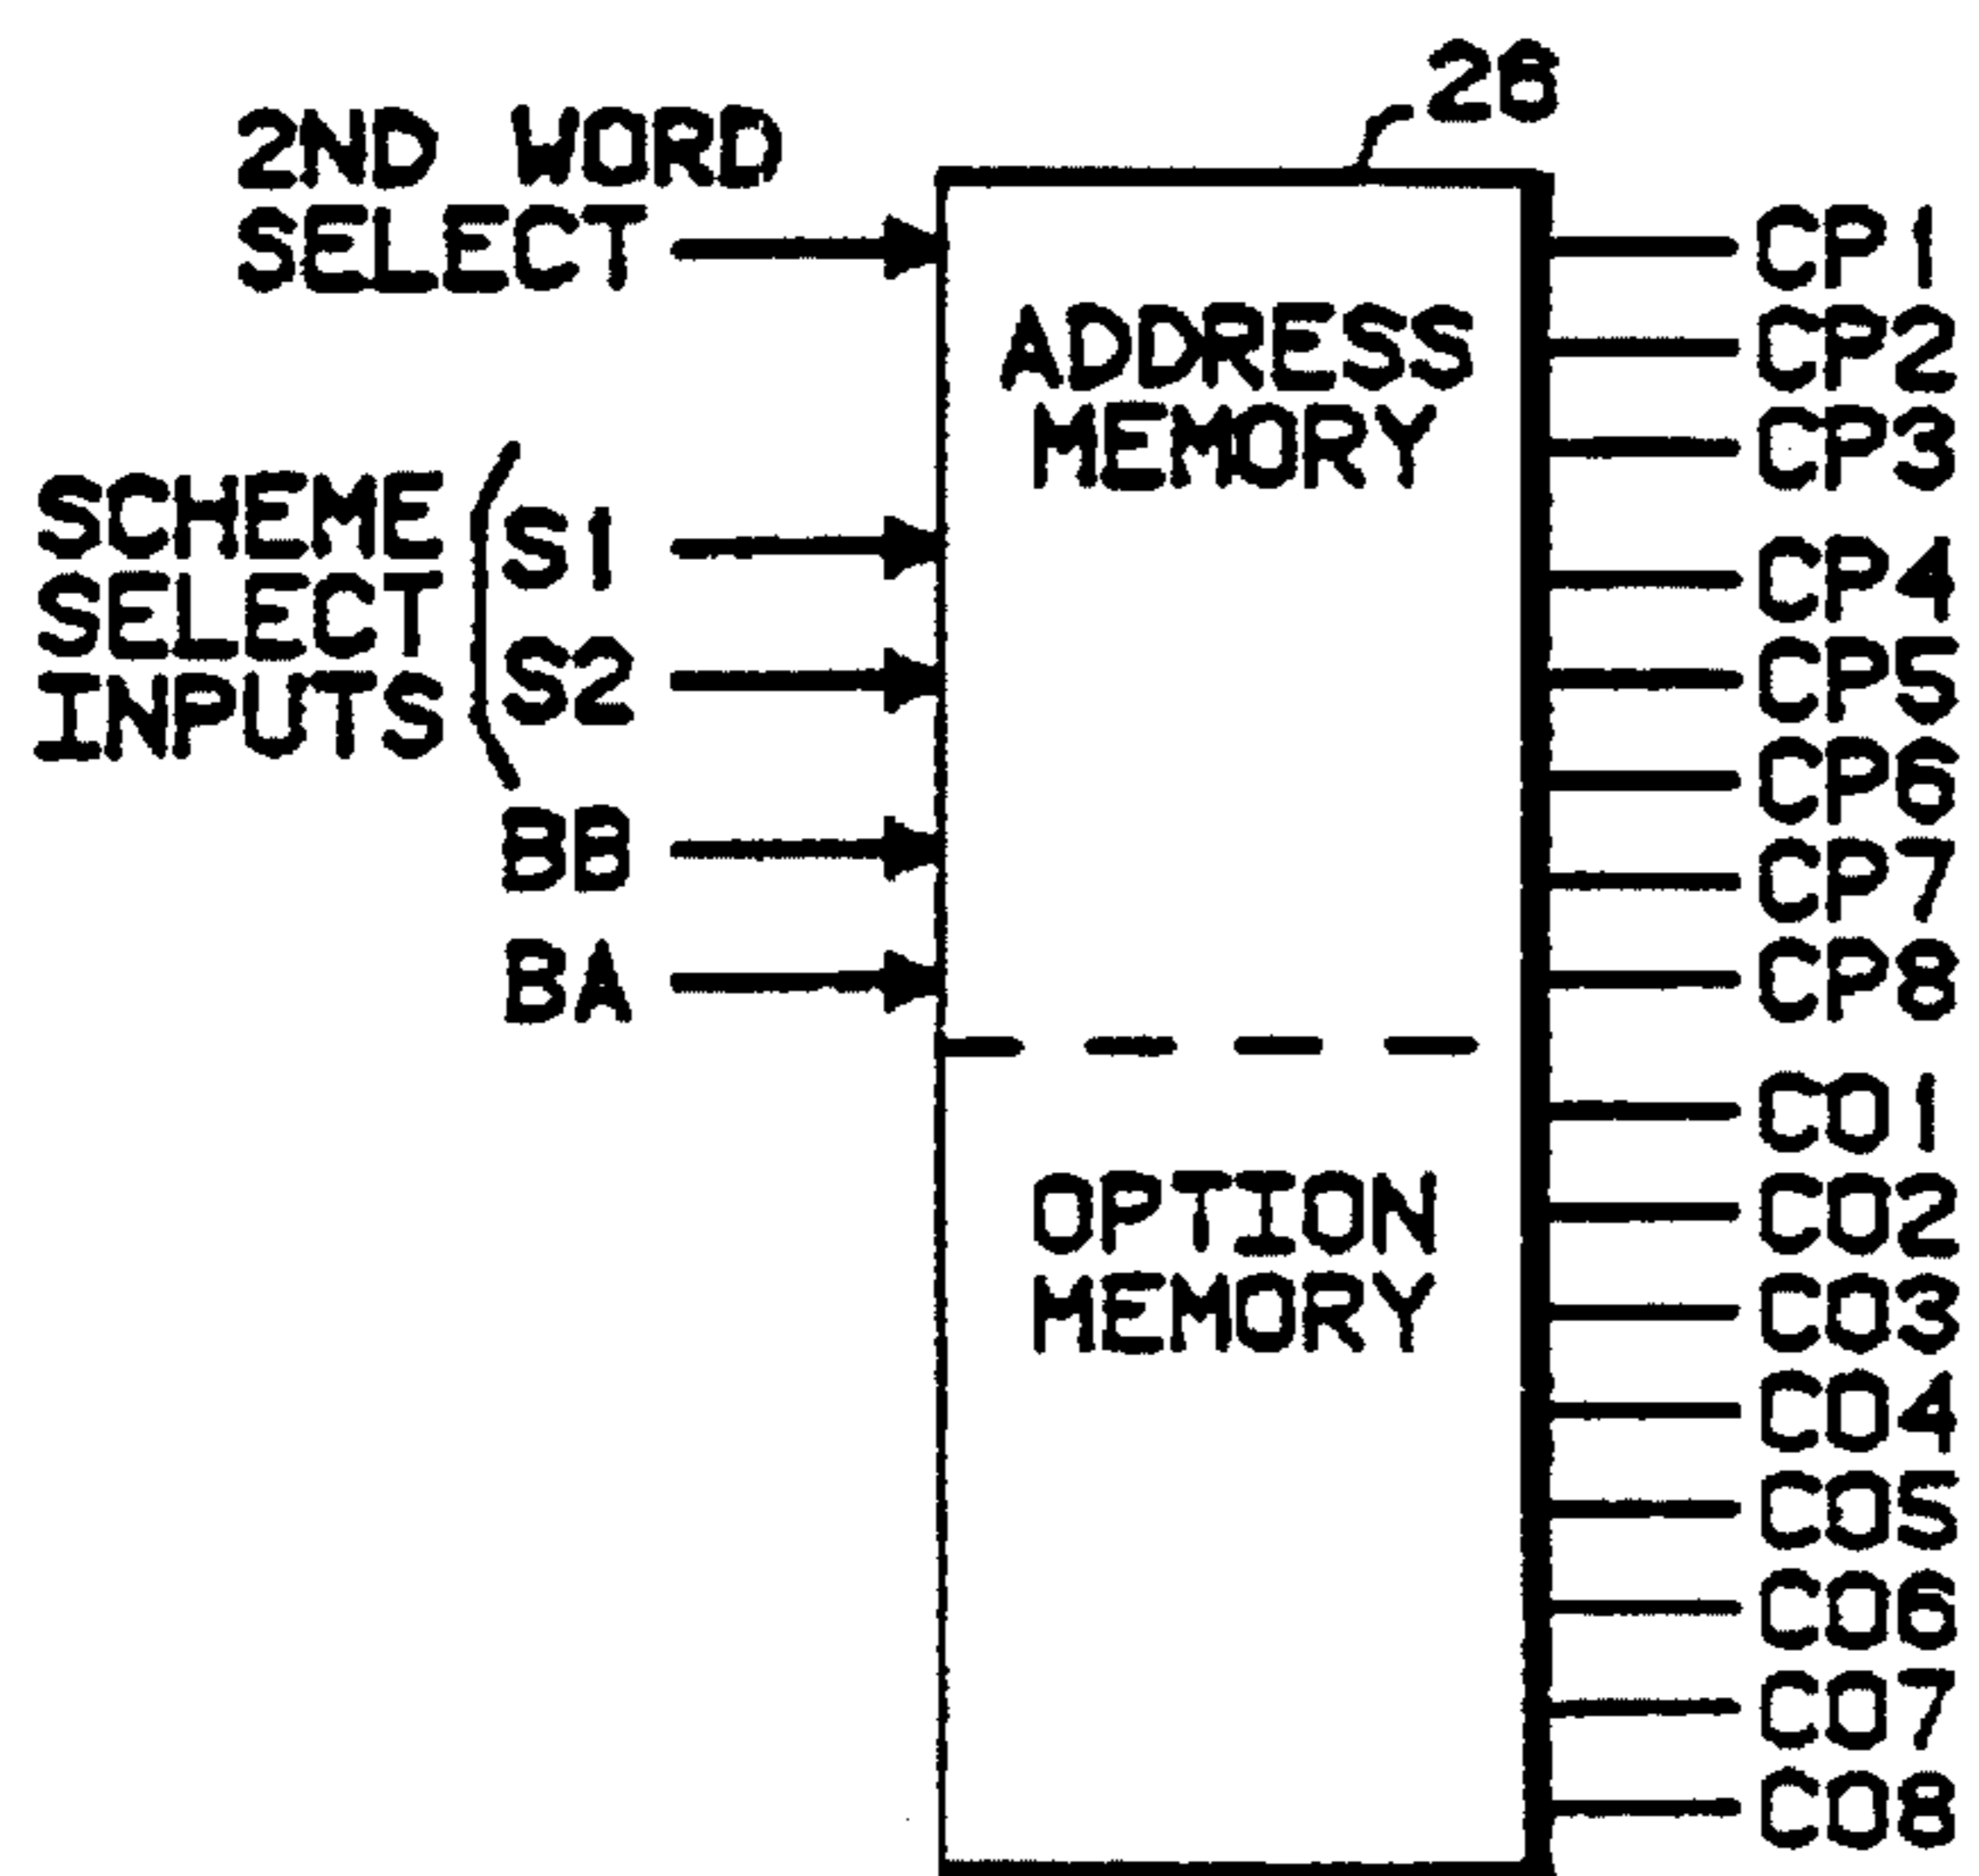 2ND WORD
SELECT
ADDRESS
MEMORY
SCHEME
SELECT
INPUTS
S1
S2
BB
BA
OPTION
MEMORY
CP1
CP2
CP3
CP4
CP5
CP6
CP7
CP8
CO1
CO2
CO3
CO4
CO5
CO6
CO7
CO8